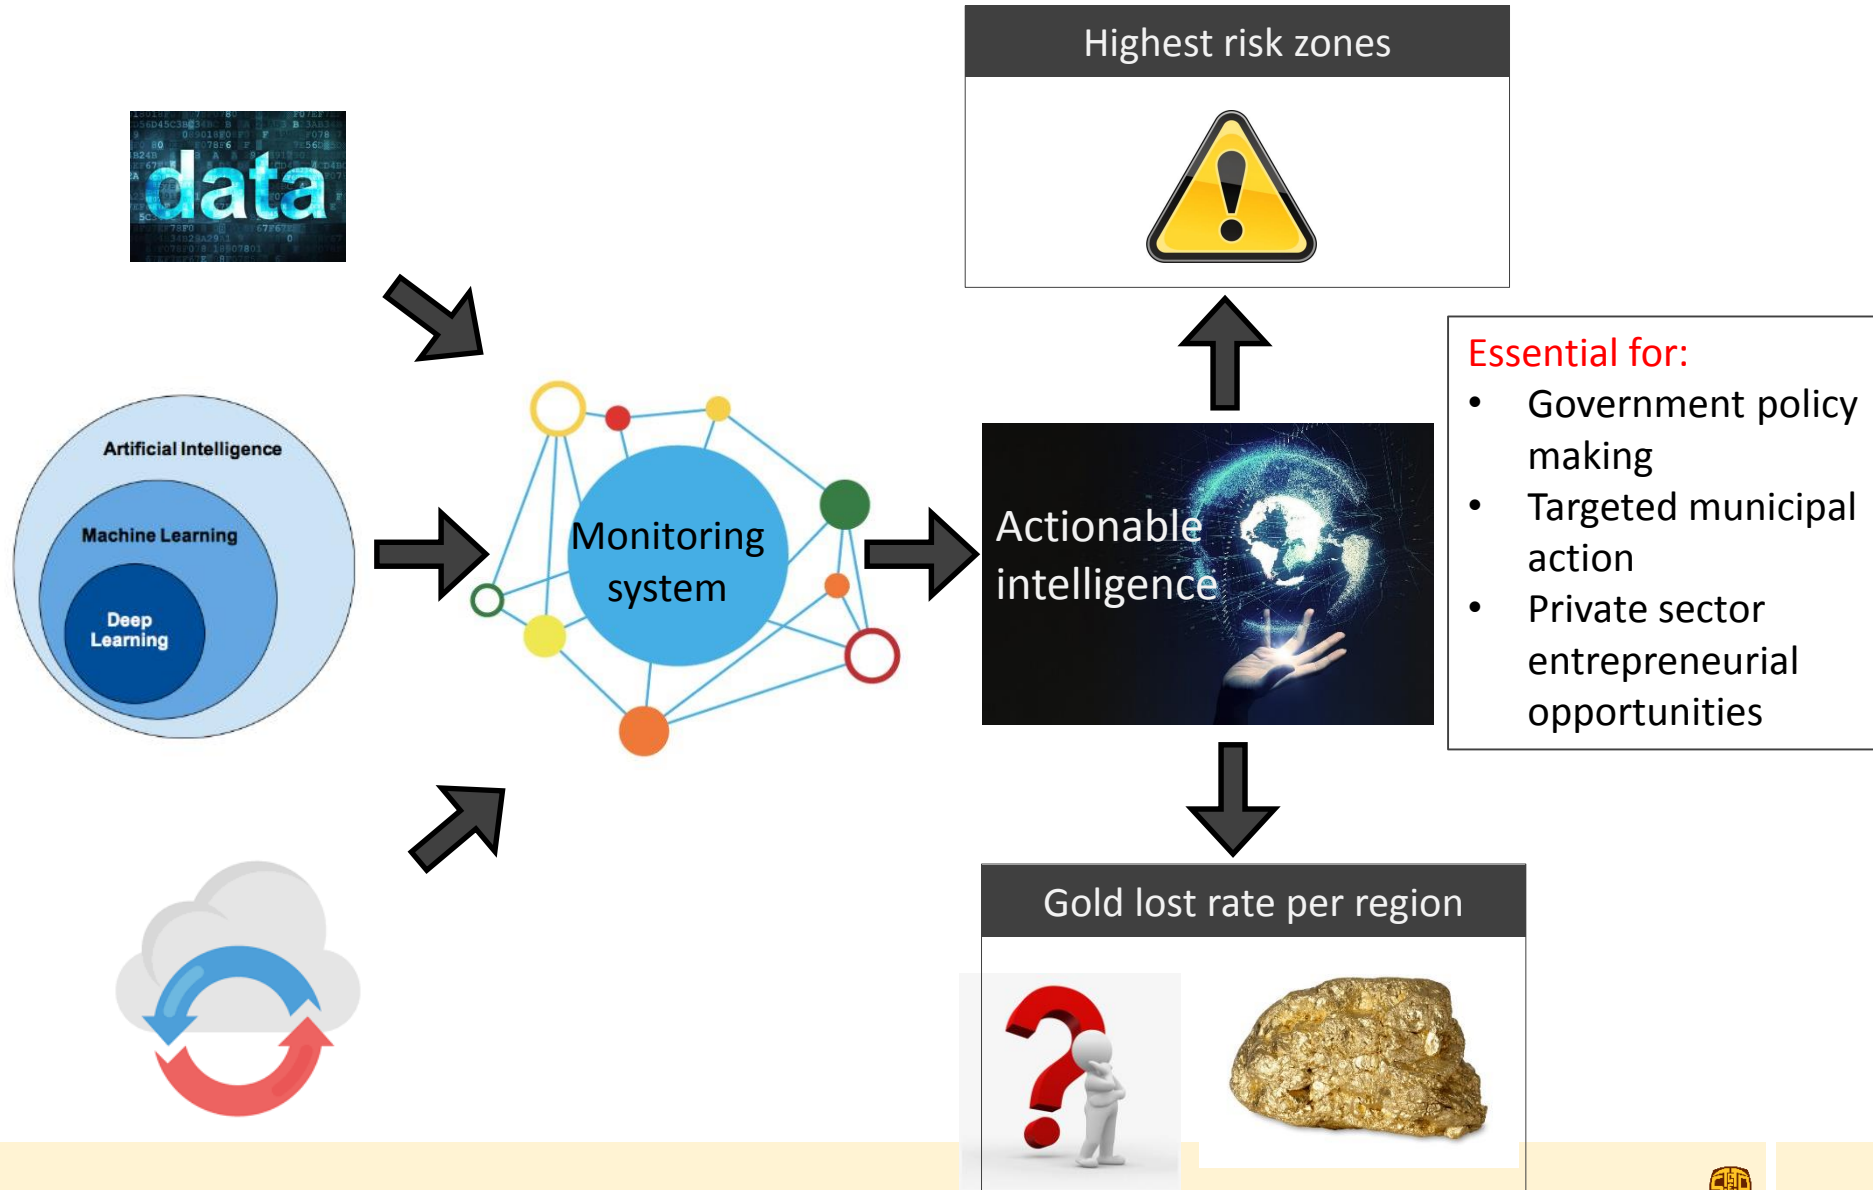 Highest risk zones
data
Artificial Intelligence
Machine Learning
Deep
Learning
Monitoring
system
Actionable
intelligence
Essential for:
• Government policy
making
• Targeted municipal
action
• Private sector
entrepreneurial
opportunities
Gold lost rate per region